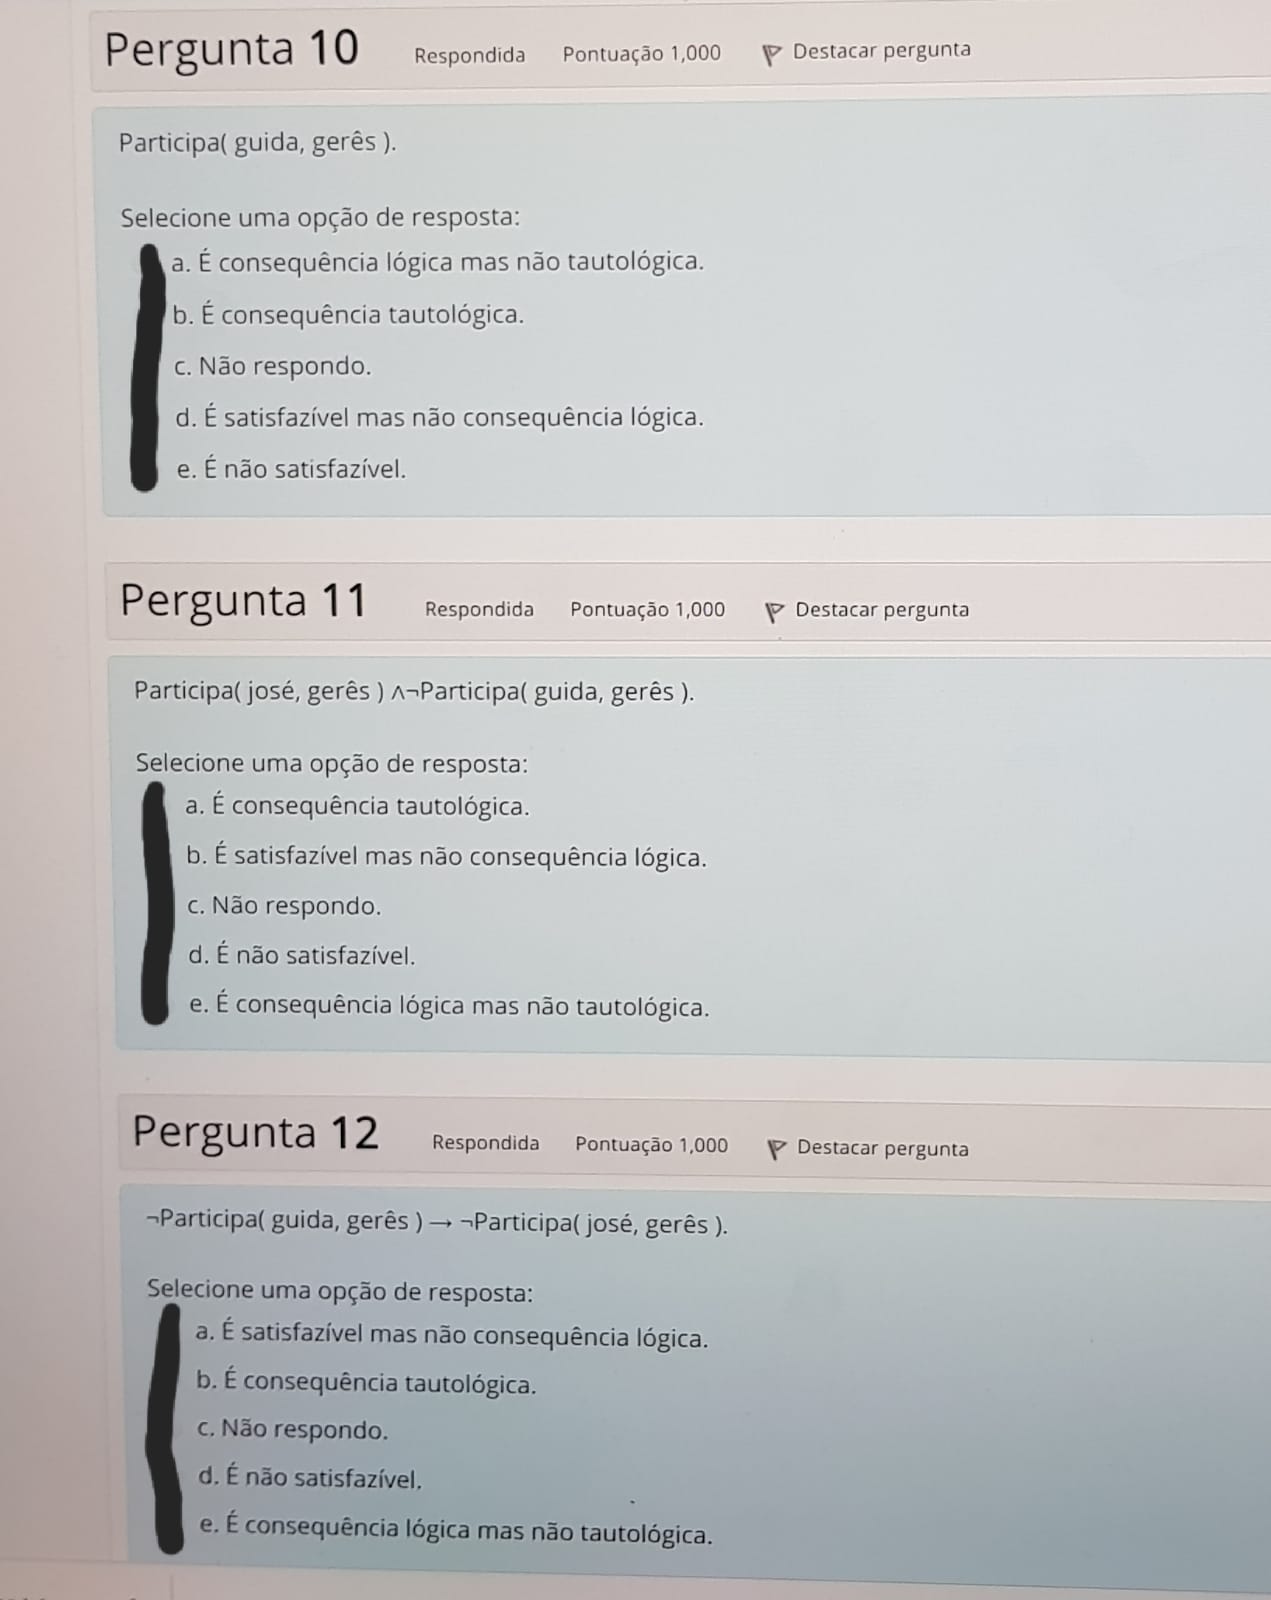 Pergunta 10 Respondida Pontuação 1,000 Destacar pergunta
Participa( guida, gerês ).
Selecione uma opção de resposta:
a. É consequência lógica mas não tautológica.
b. É consequência tautológica.
c. Não respondo.
d. É satisfazível mas não consequência lógica.
e. É não satisfazível.
Pergunta 11 Respondida Pontuação 1,000 Destacar pergunta
Participa( josé, gerês ) ∧¬Participa( guida, gerês ).
Selecione uma opção de resposta:
a. É consequência tautológica.
b. É satisfazível mas não consequência lógica.
c. Não respondo.
d. É não satisfazível.
e. É consequência lógica mas não tautológica.
Pergunta 12 Respondida Pontuação 1,000 Destacar pergunta
¬Participa( guida, gerês ) → ¬Participa( josé, gerês ).
Selecione uma opção de resposta:
a. É satisfazível mas não consequência lógica.
b. É consequência tautológica.
c. Não respondo.
d. É não satisfazível.
e. É consequência lógica mas não tautológica.